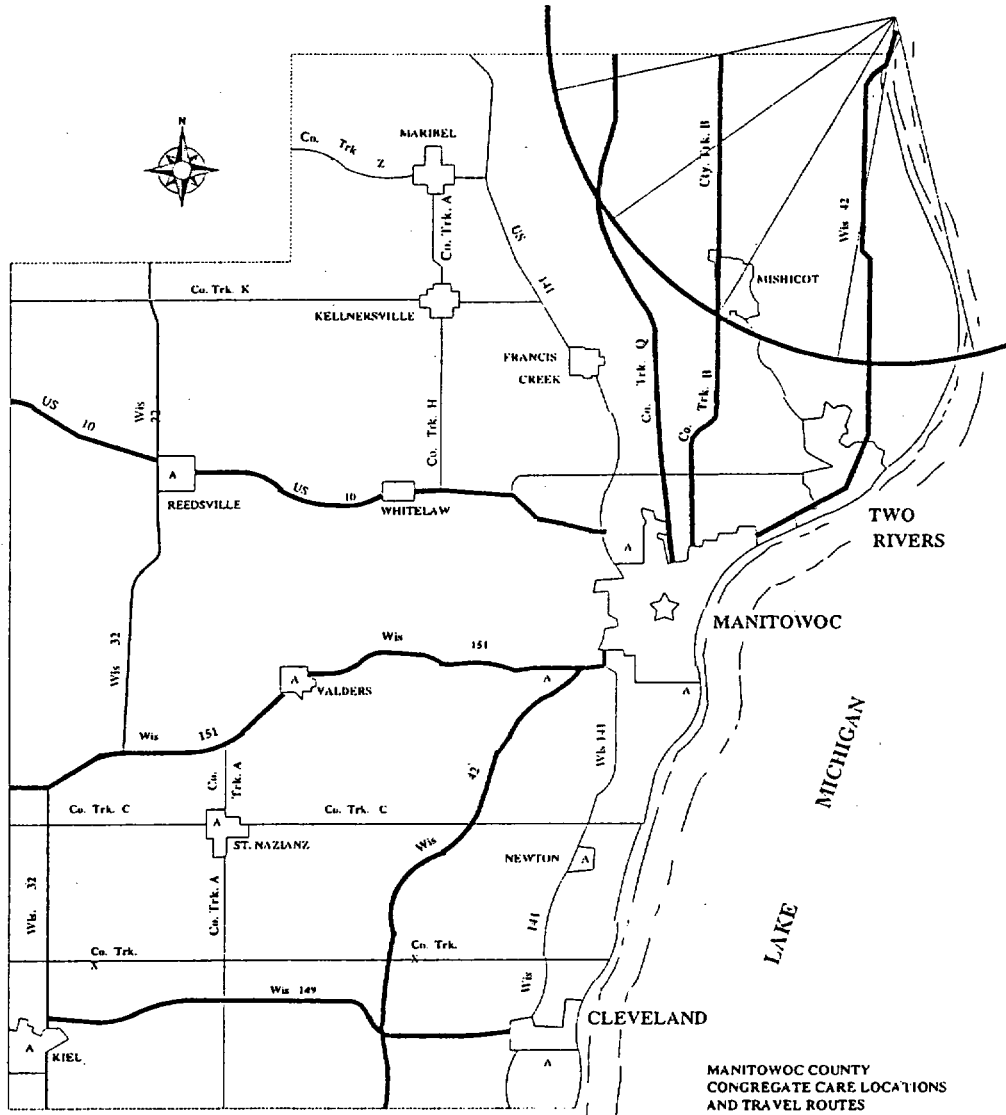 N
Co. Trk Z
MARIBEL
Co. Trk. A
US 141
Cty. Trk. B
Wis 42
MISHICOT
Co. Trk. K
KELLNERSVILLE
FRANCIS
CREEK
Co. Trk. Q
Co. Trk. B
US 10
Wis
Co. Trk. H
A
REEDSVILLE
US 10
WHITELAW
TWO
RIVERS
A
MANITOWOC
Wis 32
Wis 151
A
VALDERS
A
A
Wis 151
Wis 141
Co. Trk. A
Wis 42
MICHIGAN
Co. Trk. C
A
Co. Trk. C
ST. NAZIANZ
NEWTON
A
Wis. 32
Co. Trk. A
Wis 141
LAKE
Co. Trk. X
Co. Trk. X
Wis 149
CLEVELAND
A
KIEL
A
MANITOWOC COUNTY
CONGREGATE CARE LOCATIONS
AND TRAVEL ROUTES